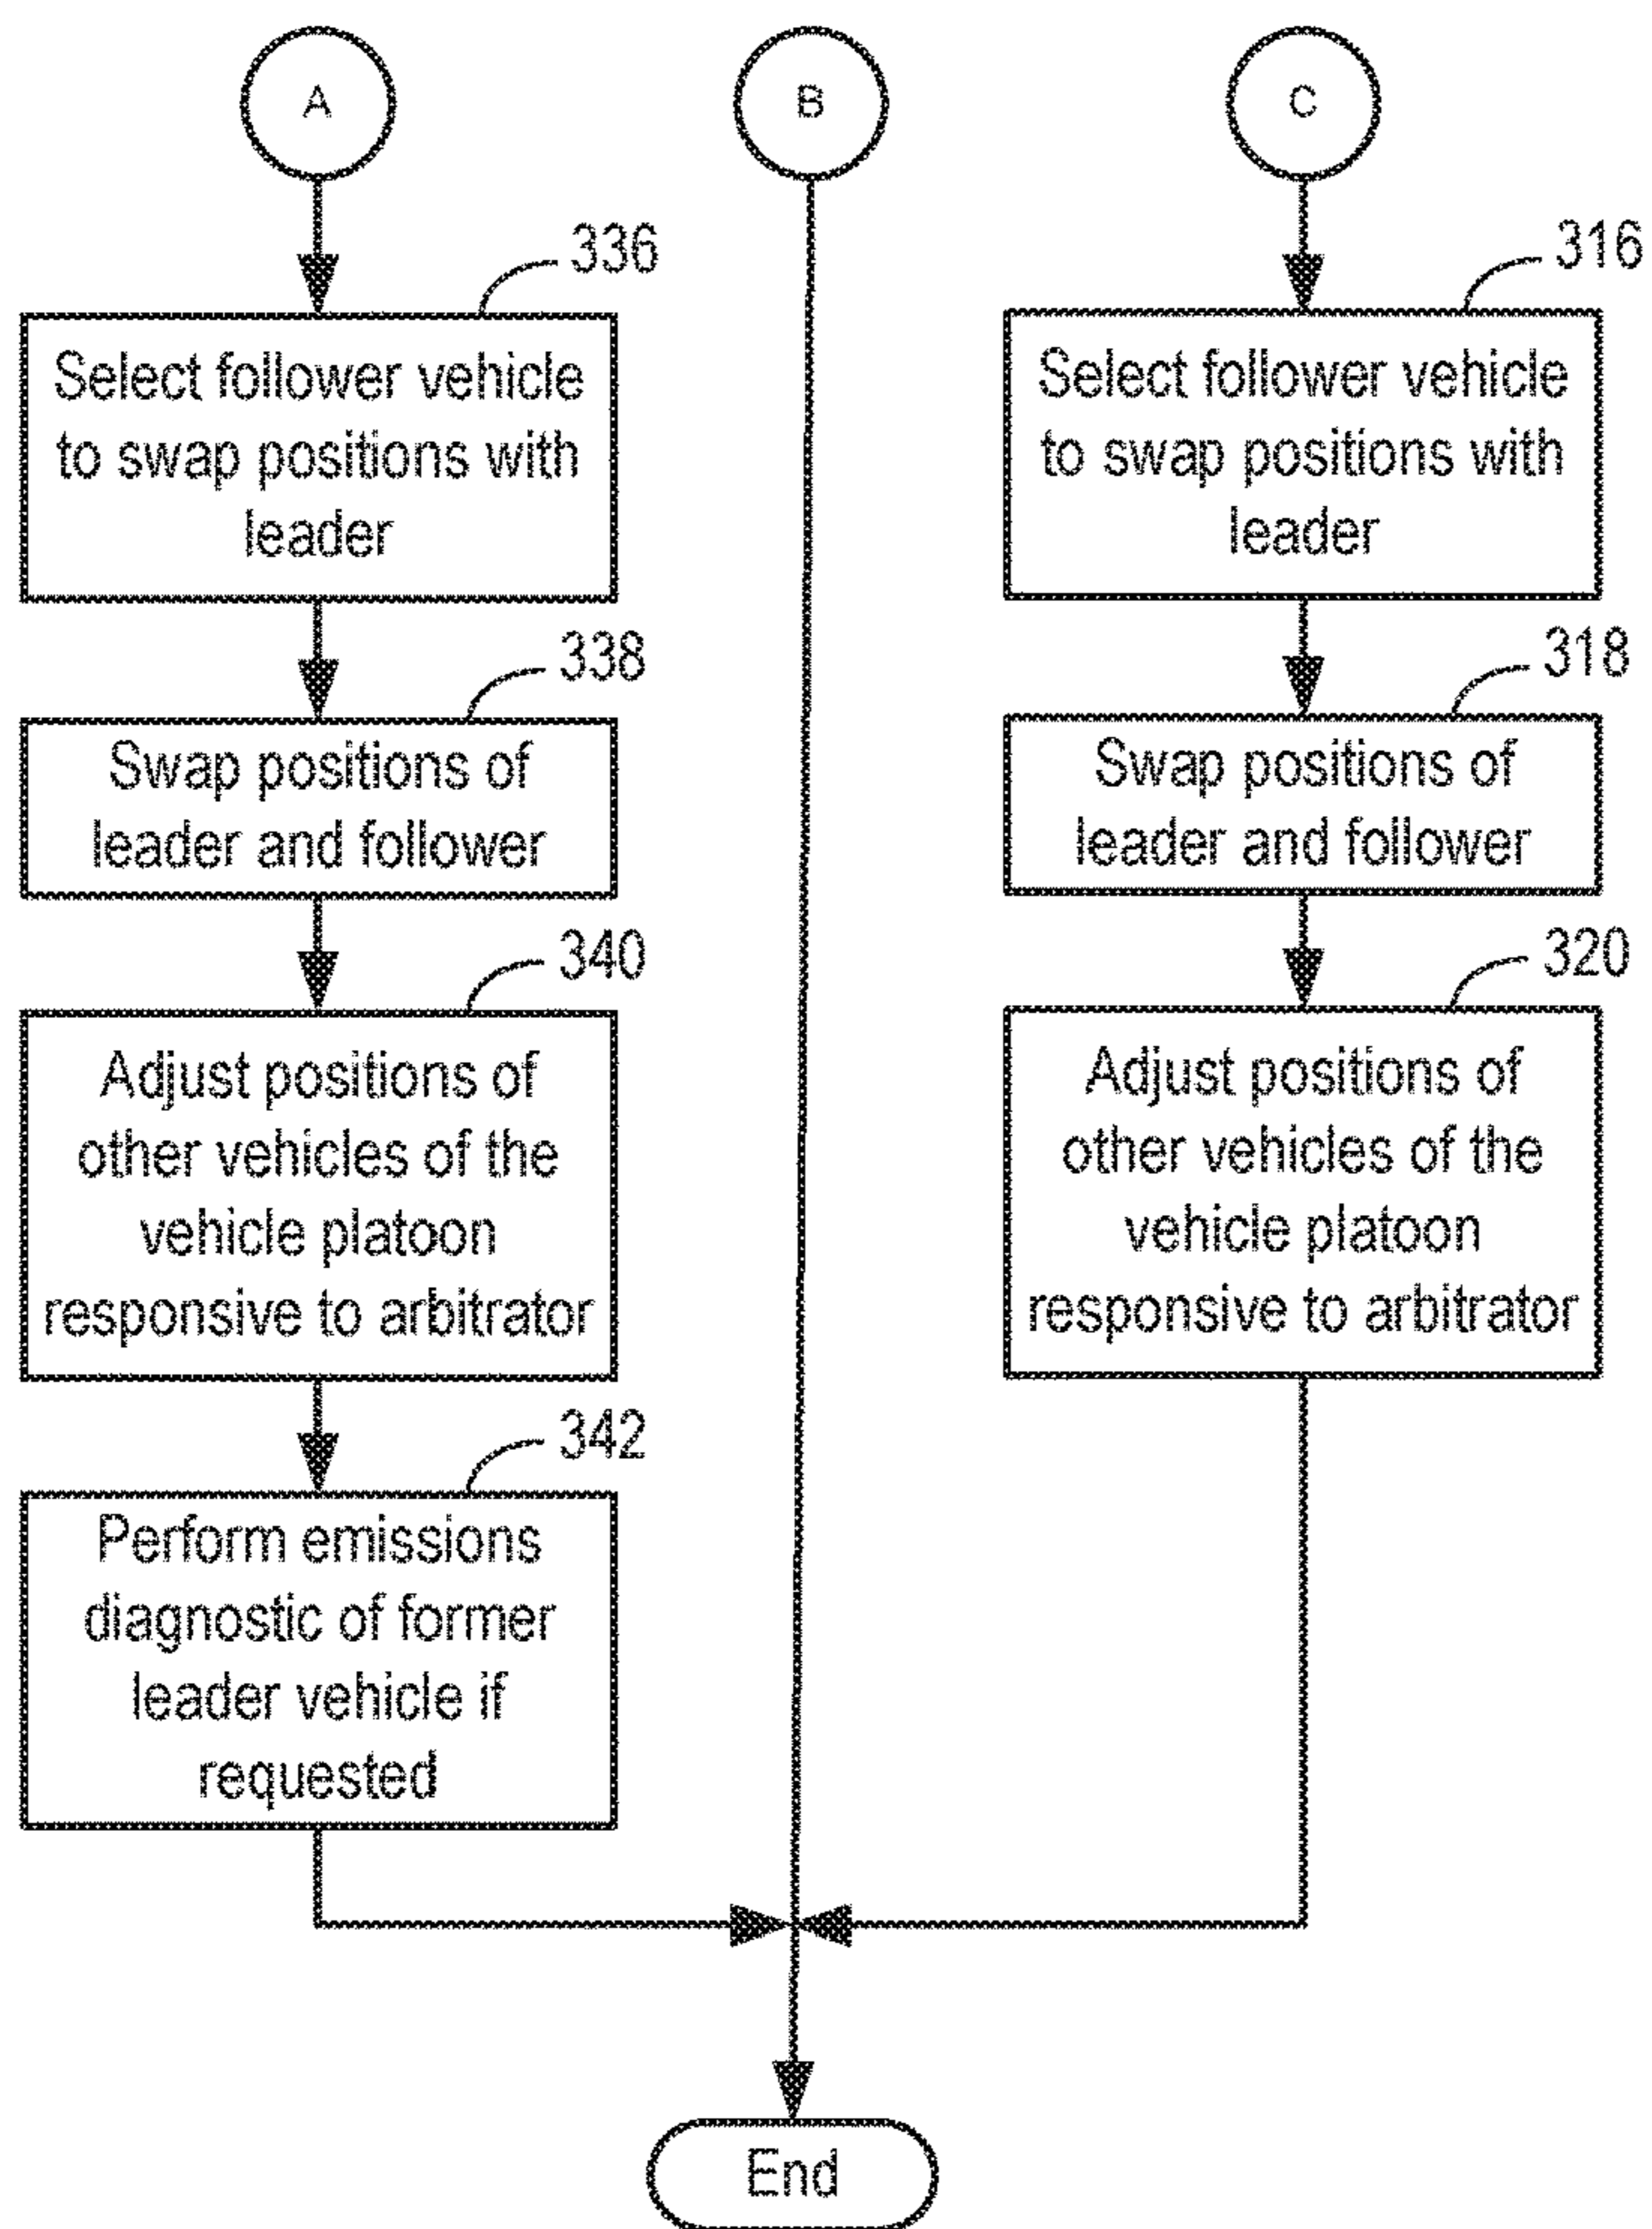 A
B
C
336
Select follower vehicle
to swap positions with
leader
338
Swap positions of
leader and follower
340
Adjust positions of
other vehicles of the
vehicle platoon
responsive to arbitrator
342
Perform emissions
diagnostic of former
leader vehicle if
requested
316
Select follower vehicle
to swap positions with
leader
318
Swap positions of
leader and follower
320
Adjust positions of
other vehicles of the
vehicle platoon
responsive to arbitrator
End